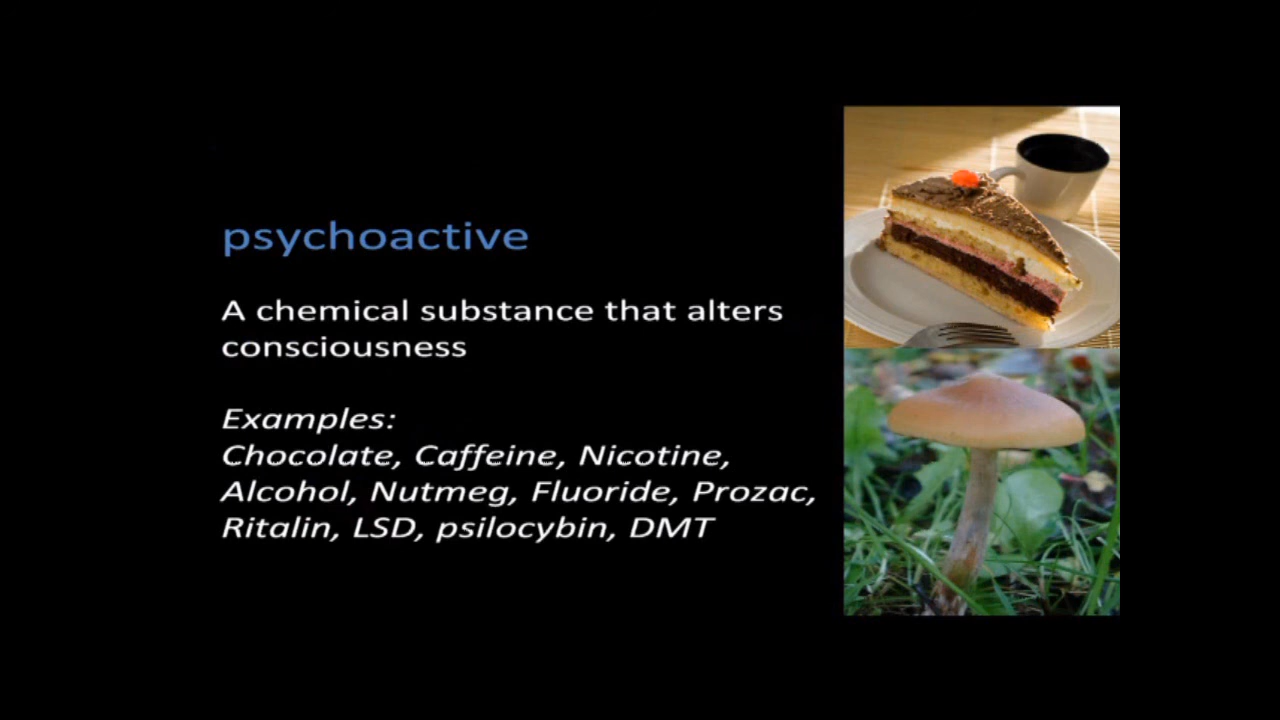 psychoactive
A chemical substance that alters
consciousness
Examples:
Chocolate, Caffeine, Nicotine,
Alcohol, Nutmeg, Fluoride, Prozac,
Ritalin, LSD, psilocybin, DMT